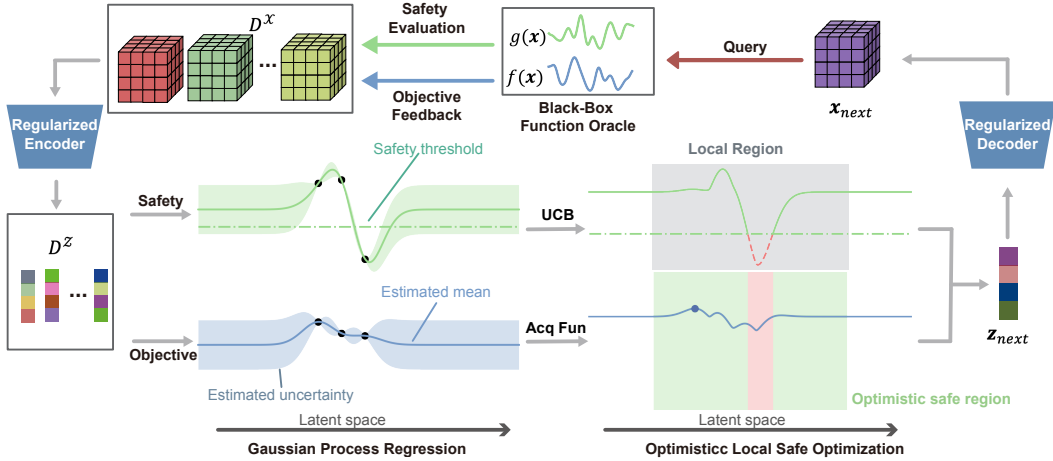 D^x
...
Safety
Evaluation
Objective
Feedback
g(x)
f(x)
Black-Box
Function Oracle
Query
x_next
Regularized
Encoder
Regularized
Decoder
Safety threshold
Local Region
Safety
UCB
D^z
...
Estimated mean
Objective
Acq Fun
z_next
Estimated uncertainty
Optimistic safe region
Latent space
Latent space
Gaussian Process Regression
Optimisticc Local Safe Optimization